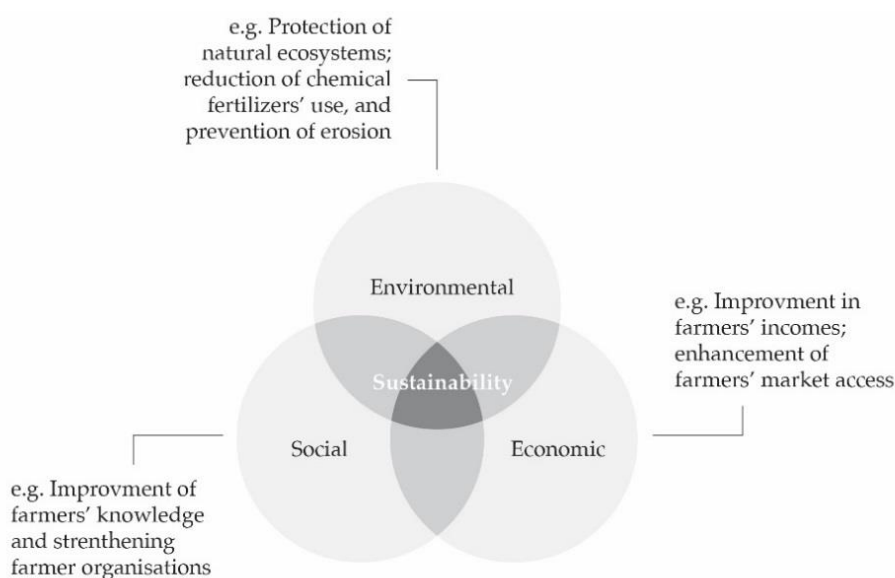 e.g. Protection of
natural ecosystems;
reduction of chemical
fertilizers' use, and
prevention of erosion
Environmental
e.g. Improvment in
farmers' incomes;
enhancement of
farmers' market access
Sustainability
Social
Economic
e.g. Improvment of
farmers' knowledge
and strenthening
farmer organisations